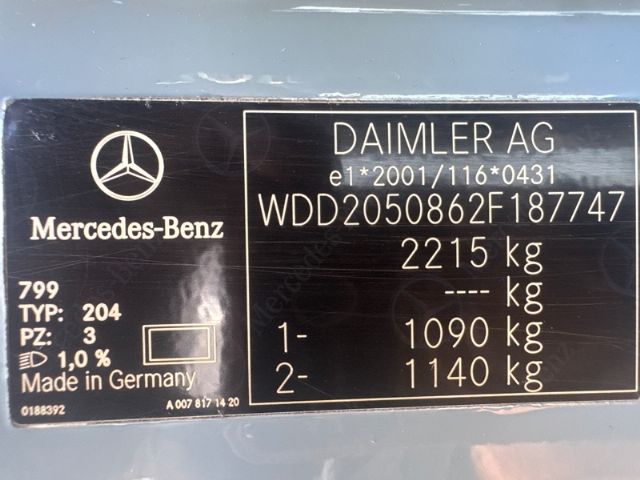 Mercedes-Benz
799
TYP: 204
PZ: 3
1,0 %
Made in Germany
0188392
A 007 817 14 20
DAIMLER AG
e1*2001/116*0431
WDD2050862F187747
2215 kg
---- kg
1- 1090 kg
2- 1140 kg